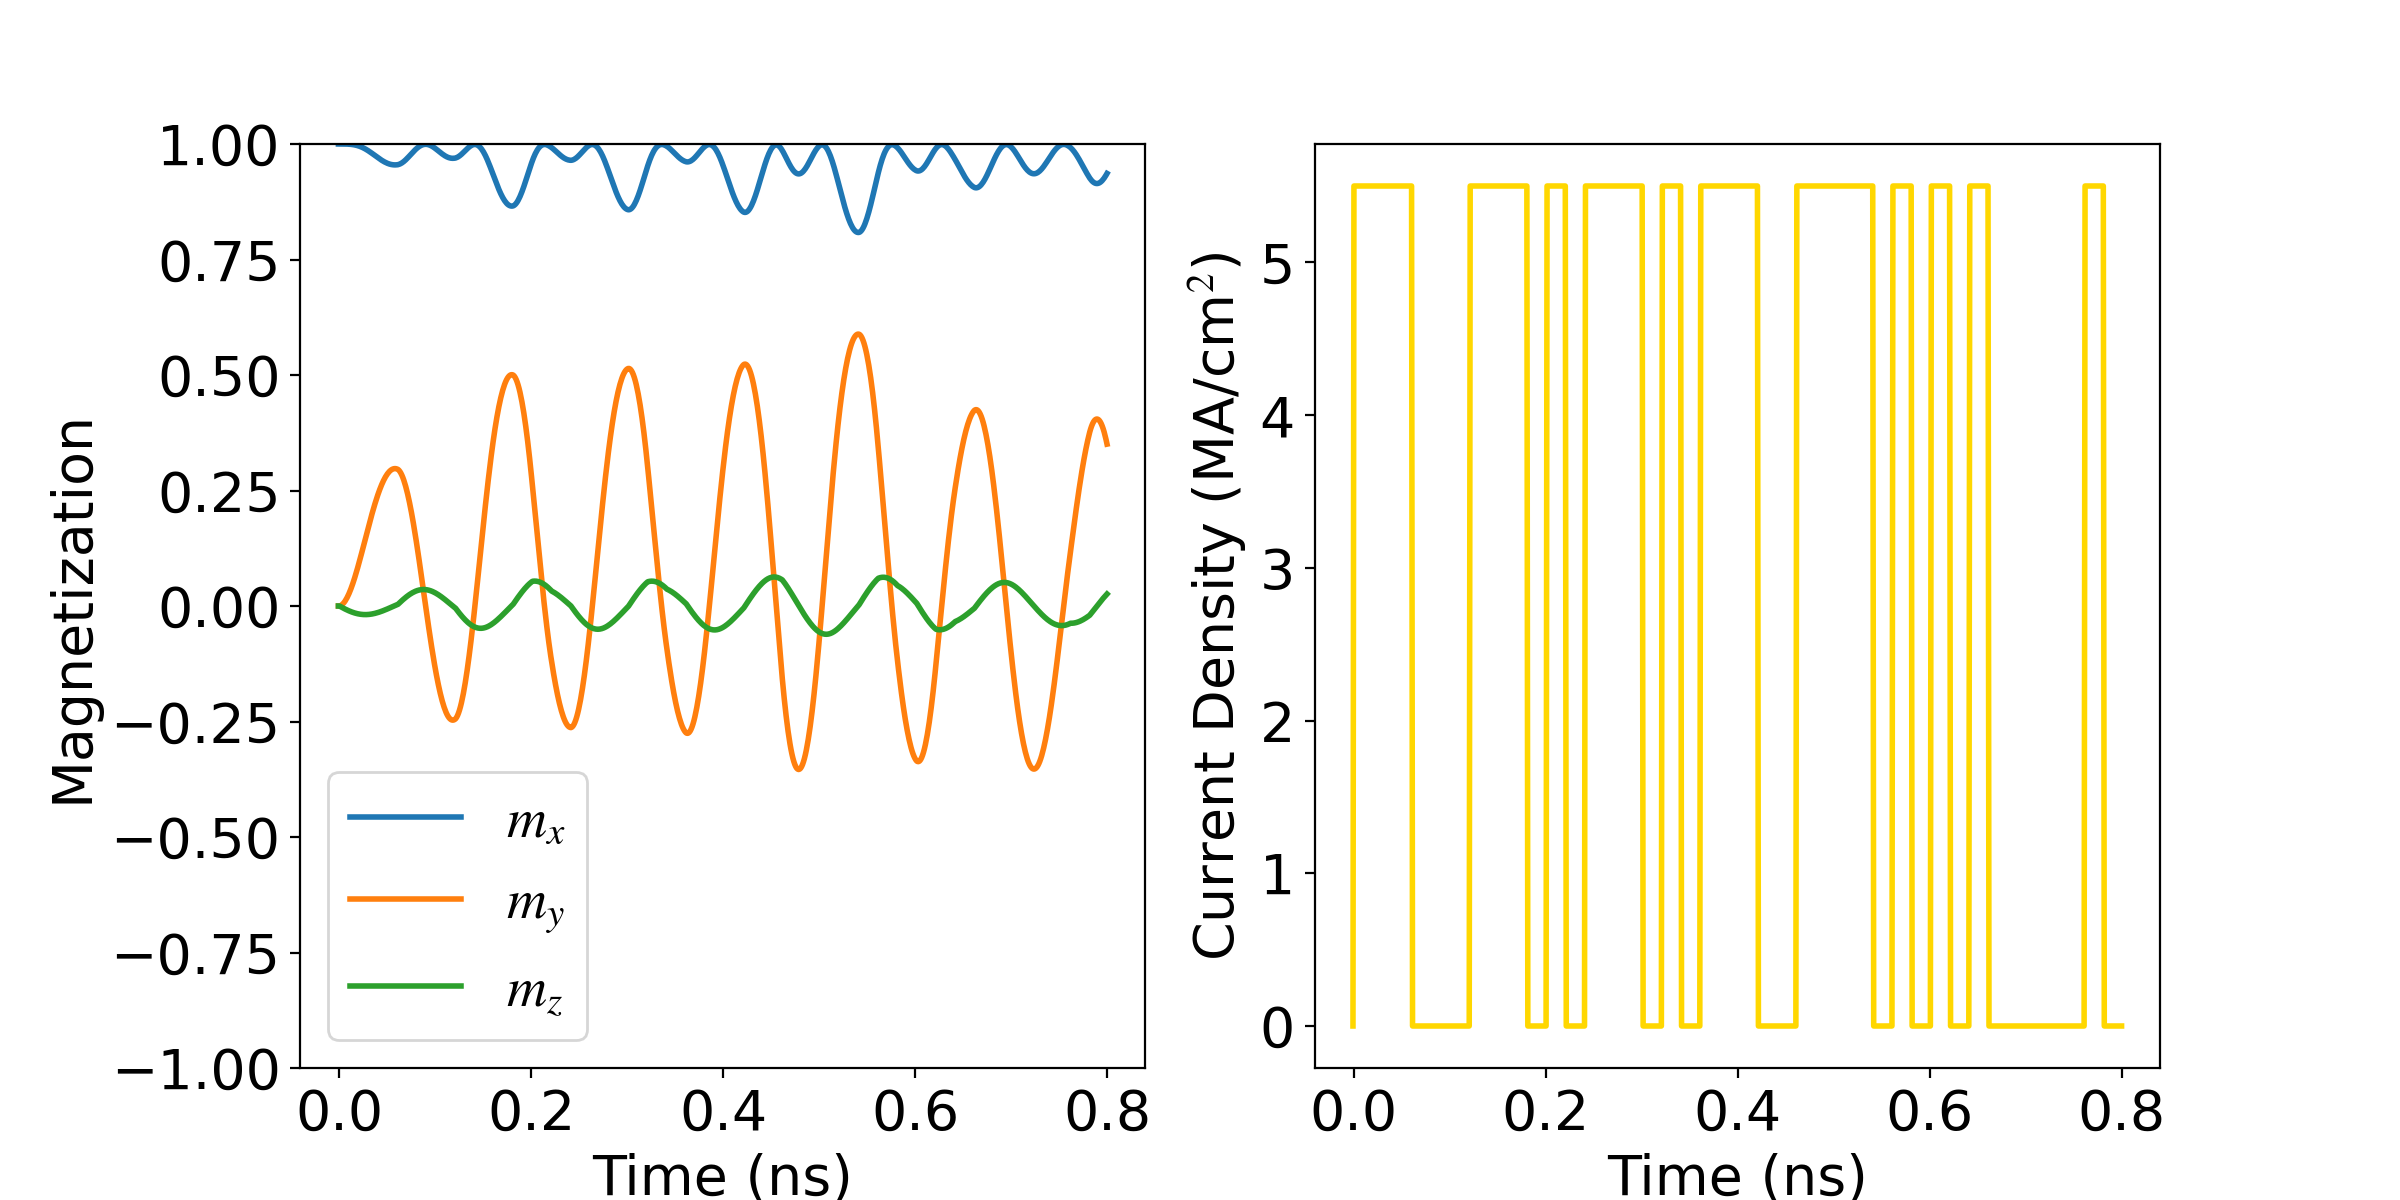 1.00
0.75
0.50
0.25
0.00
−0.25
−0.50
−0.75
−1.00
Magnetization
m_x
m_y
m_z
0.0 0.2 0.4 0.6 0.8
Time (ns)
5
4
3
2
1
0
Current Density (MA/cm²)
0.0 0.2 0.4 0.6 0.8
Time (ns)